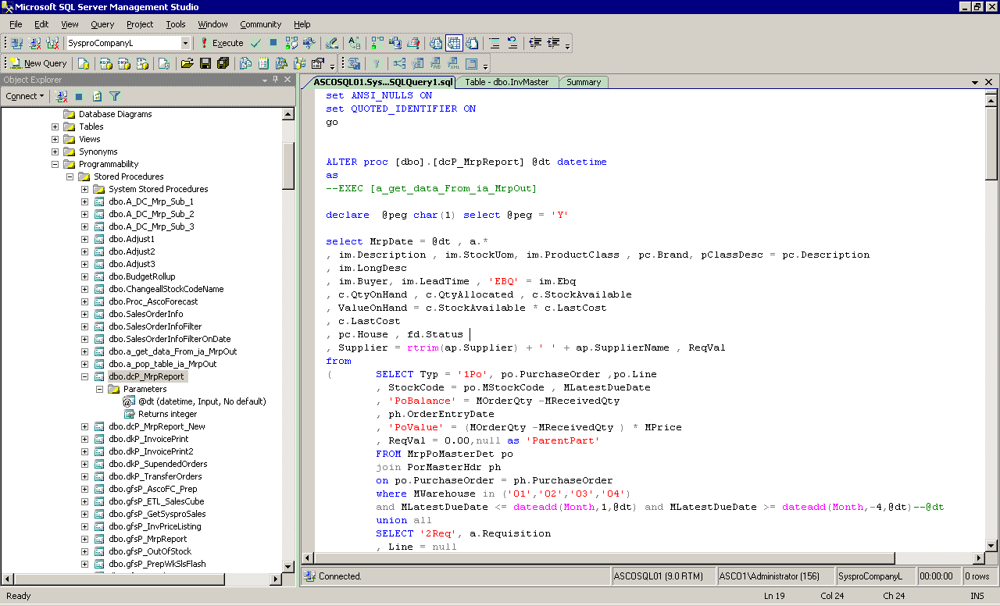 Microsoft SQL Server Management Studio
File Edit View Query Project Tools Window Community Help
SysproCompanyL Execute
New Query
Object Explorer
Connect
Database Diagrams
Tables
Views
Synonyms
Programmability
Stored Procedures
System Stored Procedures
dbo.A_DC_Mrp_Sub_1
dbo.A_DC_Mrp_Sub_2
dbo.A_DC_Mrp_Sub_3
dbo.Adjust1
dbo.Adjust2
dbo.Adjust3
dbo.BudgetRollup
dbo.ChangeallStockCodeName
dbo.Proc_AscoForecast
dbo.SalesOrderInfo
dbo.SalesOrderInfoFilter
dbo.SalesOrderInfoFilterOnDate
dbo.a_get_data_From_ia_MrpOut
dbo.a_pop_table_ia_MrpOut
dbo.dcP_MrpReport
Parameters
@dt (datetime, Input, No default)
Returns integer
dbo.dcP_MrpReport_New
dbo.dkP_InvoicePrint
dbo.dkP_InvoicePrint2
dbo.dkP_SupendedOrders
dbo.dkP_TransferOrders
dbo.gfsP_AscoFC_Prep
dbo.gfsP_ETL_SalesCube
dbo.gfsP_GetSysproSales
dbo.gfsP_InvPriceListing
dbo.gfsP_MrpReport
dbo.gfsP_OutOfStock
dbo.gfsP_PrepWkSlsFlash
ASCOSQL01.Sys...SQLQuery1.sql Table - dbo.InvMaster Summary
set ANSI_NULLS ON
set QUOTED_IDENTIFIER ON
go
ALTER proc [dbo].[dcP_MrpReport] @dt datetime
as
--EXEC [a_get_data_From_ia_MrpOut]
declare @peg char(1) select @peg = 'Y'
select MrpDate = @dt , a.*
, im.Description , im.StockUom, im.ProductClass , pc.Brand, pClassDesc = pc.Description
, im.LongDesc
, im.Buyer, im.LeadTime , 'EBQ' = im.Ebq
, c.QtyOnHand , c.QtyAllocated , c.StockAvailable
, ValueOnHand = c.StockAvailable * c.LastCost
, c.LastCost
, pc.House , fd.Status
, Supplier = rtrim(ap.Supplier) + ' ' + ap.SupplierName , ReqVal
from
( SELECT Typ = '1Po', po.PurchaseOrder ,po.Line
, StockCode = po.MStockCode , MLatestDueDate
, 'PoBalance' = MOrderQty -MReceivedQty
, ph.OrderEntryDate
, 'PoValue' = (MOrderQty -MReceivedQty ) * MPrice
, ReqVal = 0.00,null as 'ParentPart'
FROM MrpPoMasterDet po
join PorMasterHdr ph
on po.PurchaseOrder = ph.PurchaseOrder
where MWarehouse in ('01','02','03','04')
and MLatestDueDate <= dateadd(Month,1,@dt) and MLatestDueDate >= dateadd(Month,-4,@dt)--@dt
union all
SELECT '2Req', a.Requisition
, Line = null
Connected. ASCOSQL01 (9.0 RTM) ASCO1\Administrator (156) SysproCompanyL 00:00:00 0 rows
Ready Ln 19 Col 24 Ch 24 INS